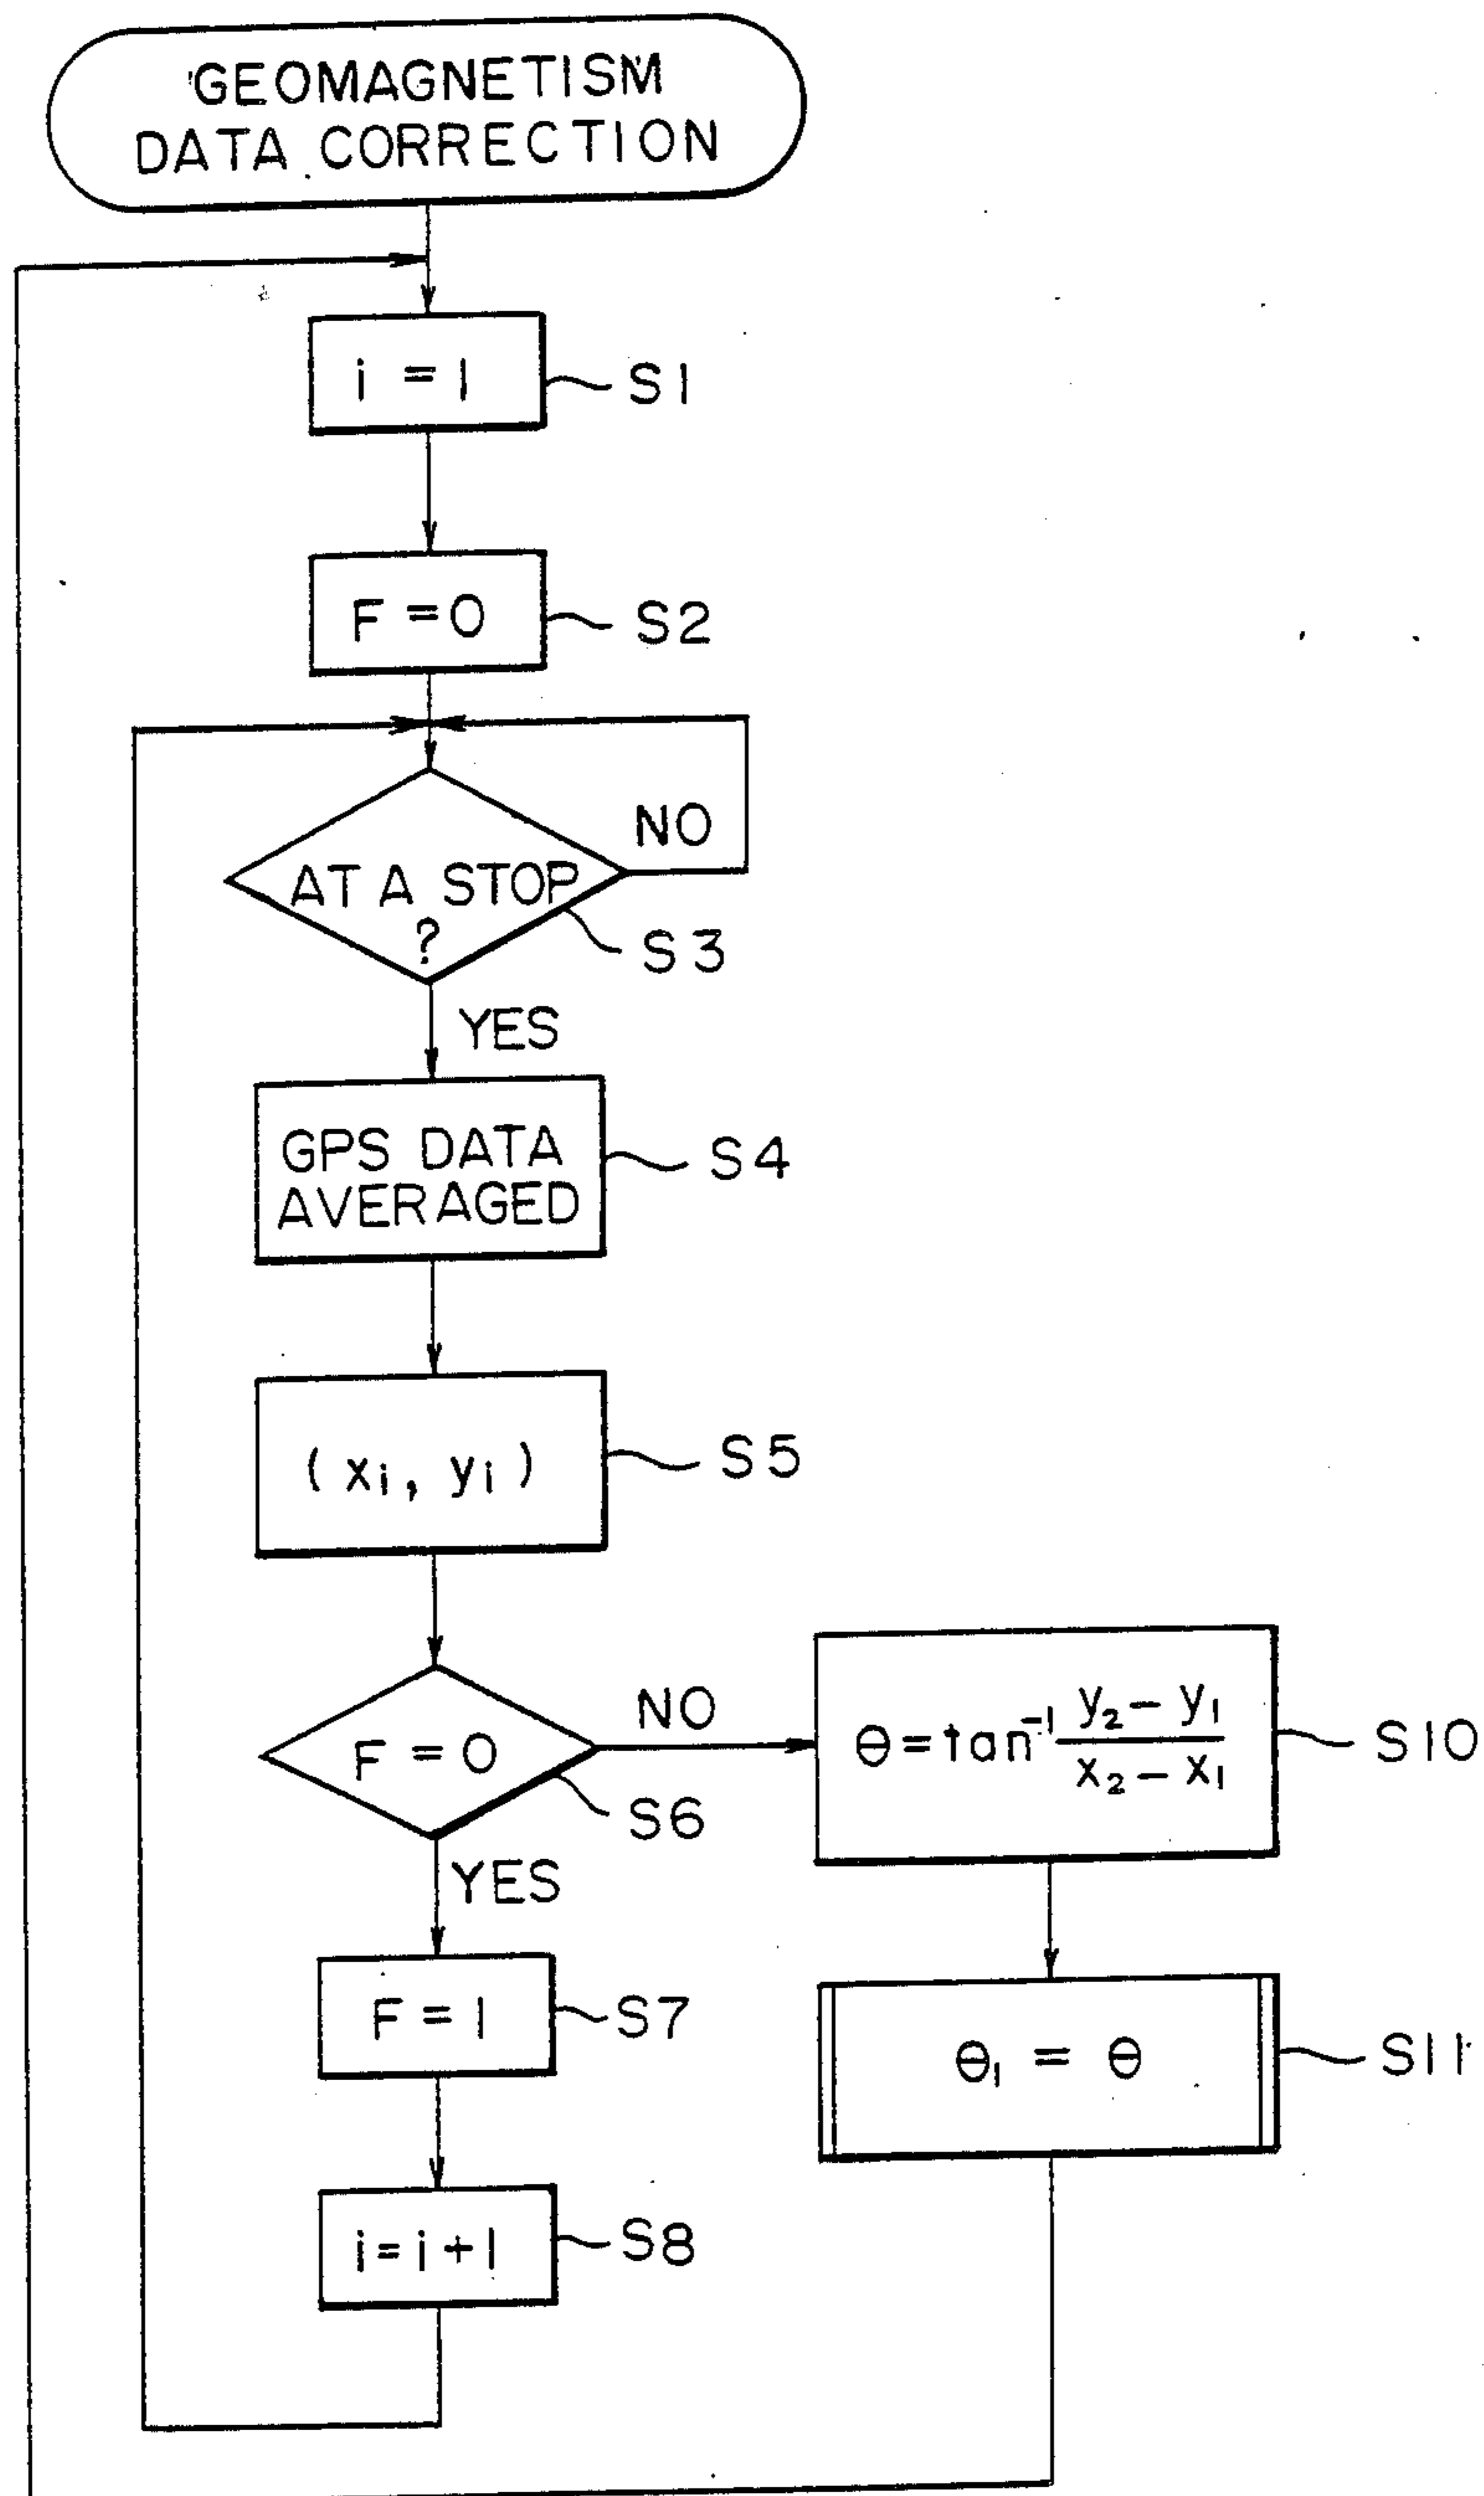 GEOMAGNETISM
DATA CORRECTION
i = 1
S1
F = 0
S2
NO
AT A STOP
?
S3
YES
GPS DATA
AVERAGED
S4
(xi, yi)
S5
F = 0
NO
S6
θ = tan⁻¹ y₂ − y₁ / x₂ − x₁
S10
YES
F = 1
S7
θ₁ = θ
S11
i = i + 1
S8